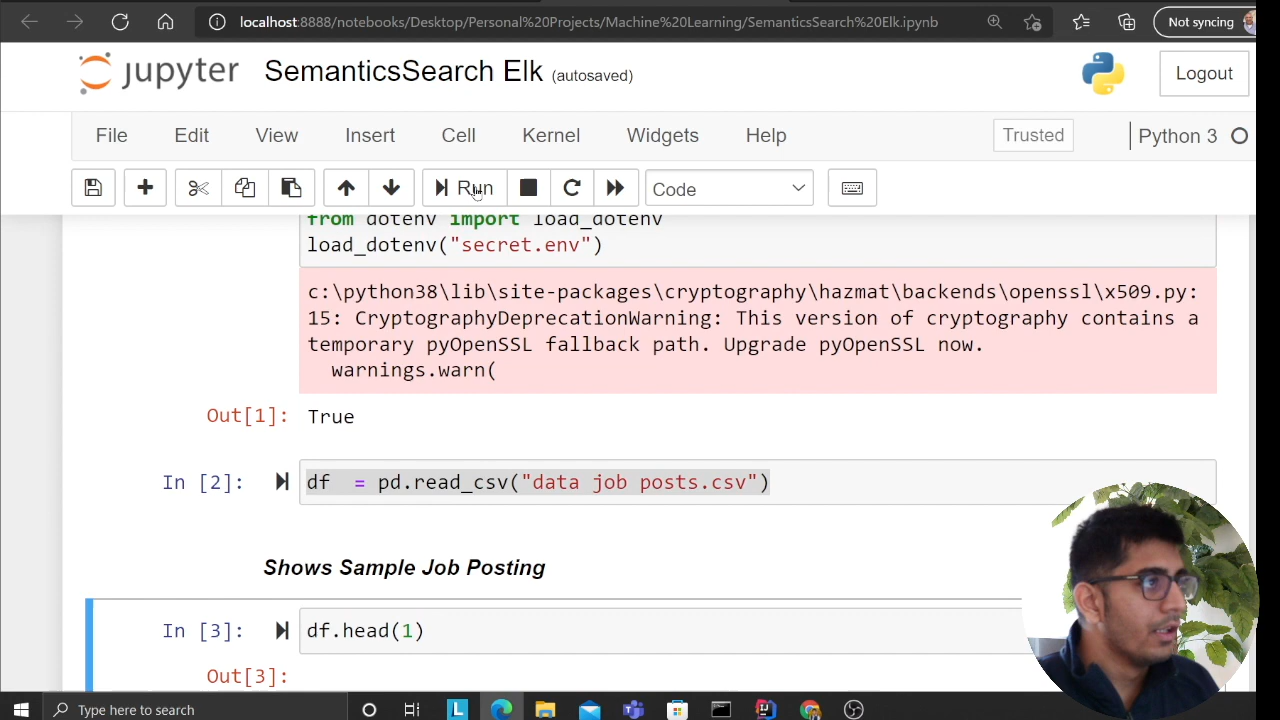 localhost:8888/notebooks/Desktop/Personal%20Projects/Machine%20Learning/SemanticsSearch%20Elk.ipynb
Not syncing
jupyter SemanticsSearch Elk (autosaved)
Logout
File Edit View Insert Cell Kernel Widgets Help Trusted Python 3
Run Code
from dotenv import load_dotenv
load_dotenv("secret.env")
c:\python38\lib\site-packages\cryptography\hazmat\backends\openssl\x509.py:
15: CryptographyDeprecationWarning: This version of cryptography contains a
temporary pyOpenSSL fallback path. Upgrade pyOpenSSL now.
warnings.warn(
Out[1]: True
In [2]: df  = pd.read_csv("data job posts.csv")
Shows Sample Job Posting
In [3]: df.head(1)
Out[3]:
Type here to search
L